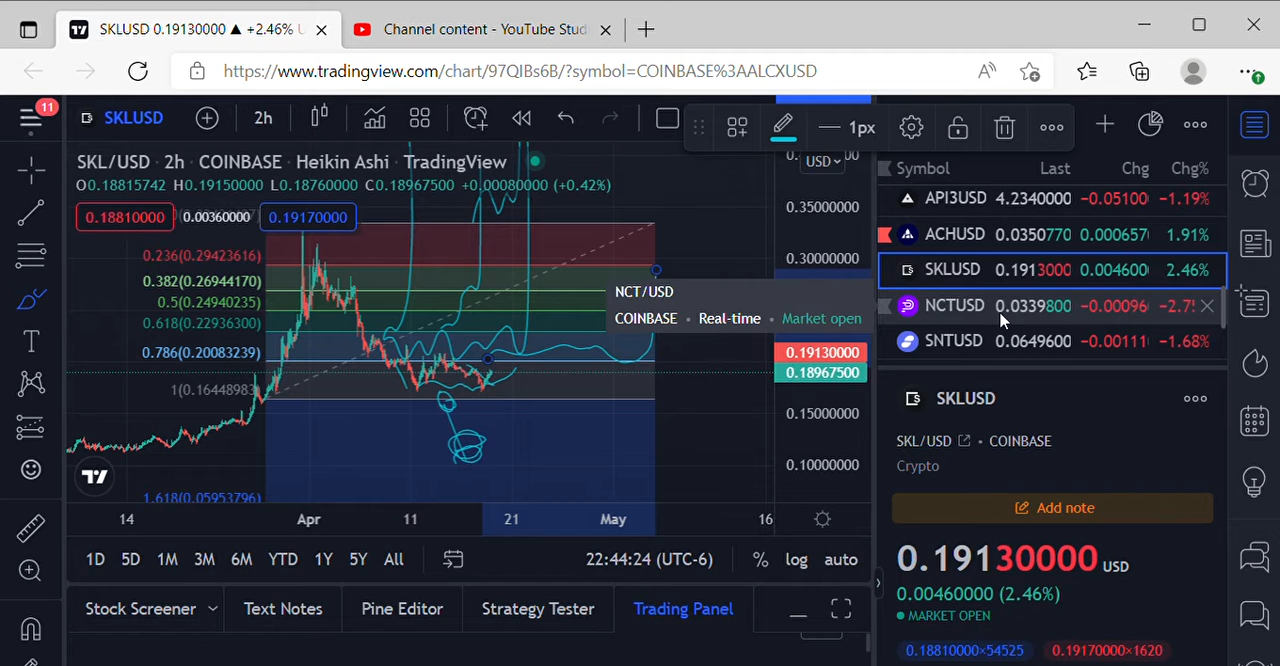 SKLUSD 0.19130000 ▲ +2.46%
Channel content - YouTube Stud
https://www.tradingview.com/chart/97QIBs6B/?symbol=COINBASE%3AALCXUSD
11
SKLUSD
2h
1px
SKL/USD · 2h · COINBASE · Heikin Ashi · TradingView
USD
O0.18815742 H0.19150000 L0.18760000 C0.18967500 +0.00080000 (+0.42%)
0.18810000
0.00360000
0.19170000
0.236(0.29423616)
0.382(0.26944170)
0.5(0.24940235)
0.618(0.22936300)
0.786(0.20083239)
1(0.16448983)
1.618(0.05953796)
0.35000000
0.30000000
0.19130000
0.18967500
0.15000000
0.10000000
NCT/USD
COINBASE • Real-time • Market open
14
Apr
11
21
May
16
1D
5D
1M
3M
6M
YTD
1Y
5Y
All
22:44:24 (UTC-6)
%
log
auto
Stock Screener
Text Notes
Pine Editor
Strategy Tester
Trading Panel
Symbol Last Chg Chg%
API3USD 4.2340000 −0.05100 −1.19%
ACHUSD 0.0350770 0.000657 1.91%
SKLUSD 0.1913000 0.004600 2.46%
NCTUSD 0.0339800 −0.00096
SNTUSD 0.0649600 −0.00111 −1.68%
SKLUSD
SKL/USD • COINBASE
Crypto
Add note
0.19130000 USD
0.00460000 (2.46%)
MARKET OPEN
0.18810000×54525
0.19170000×1620